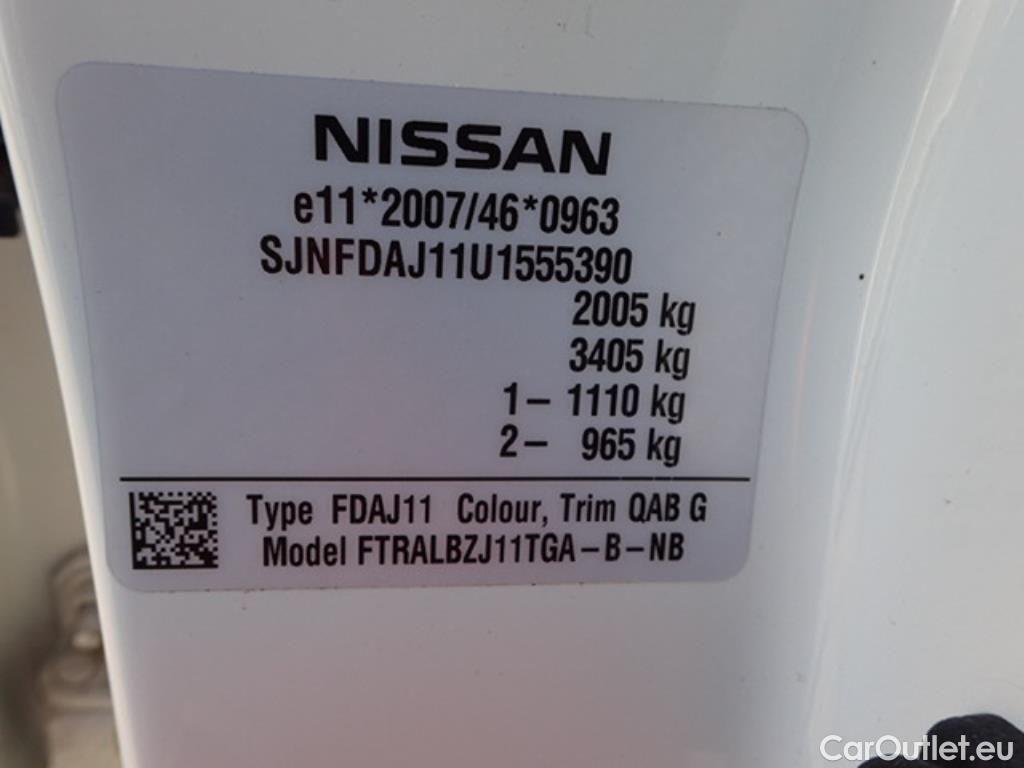 NISSAN
e11*2007/46*0963
SJNFDAJ11U1555390
2005 kg
3405 kg
1– 1110 kg
2– 965 kg
Type FDAJ11 Colour, Trim QAB G
Model FTRALBZJ11TGA–B–NB
CarOutlet.eu